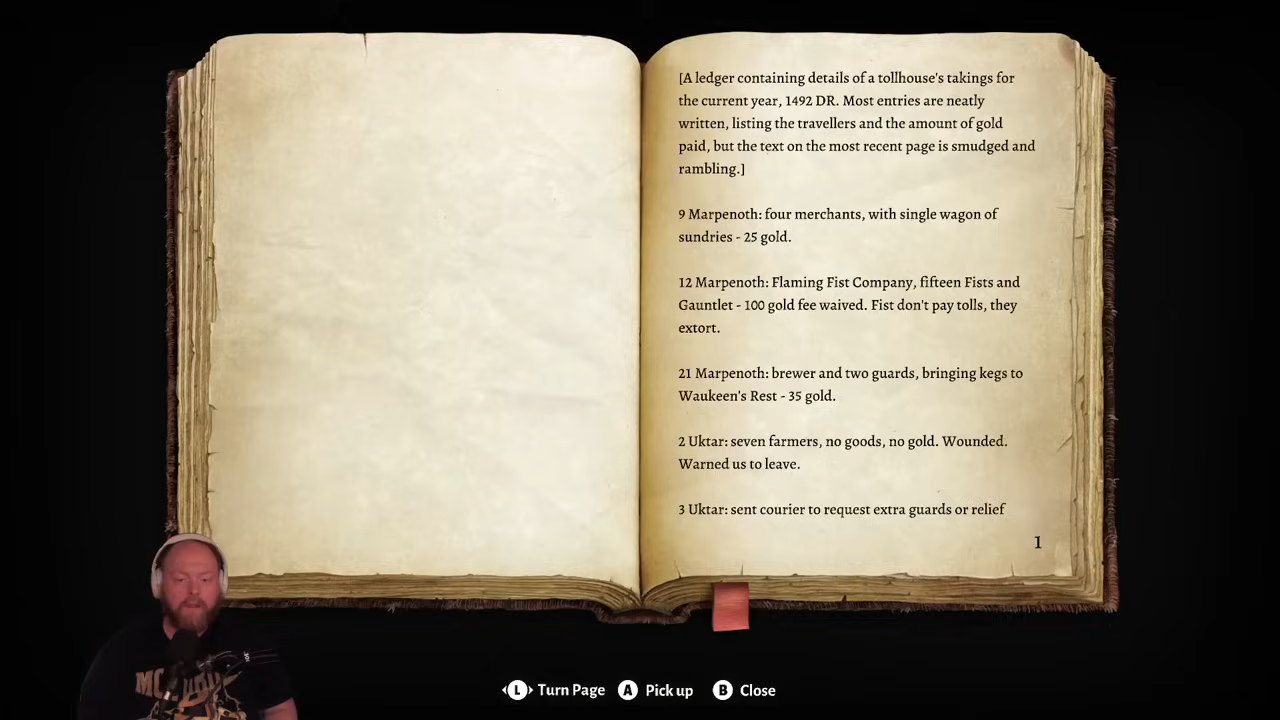 [A ledger containing details of a tollhouse's takings for
the current year, 1492 DR. Most entries are neatly
written, listing the travellers and the amount of gold
paid, but the text on the most recent page is smudged and
rambling.]
9 Marpenoth: four merchants, with single wagon of
sundries - 25 gold.
12 Marpenoth: Flaming Fist Company, fifteen Fists and
Gauntlet - 100 gold fee waived. Fist don't pay tolls, they
extort.
21 Marpenoth: brewer and two guards, bringing kegs to
Waukeen's Rest - 35 gold.
2 Uktar: seven farmers, no goods, no gold. Wounded.
Warned us to leave.
3 Uktar: sent courier to request extra guards or relief
1
L Turn Page A Pick up B Close